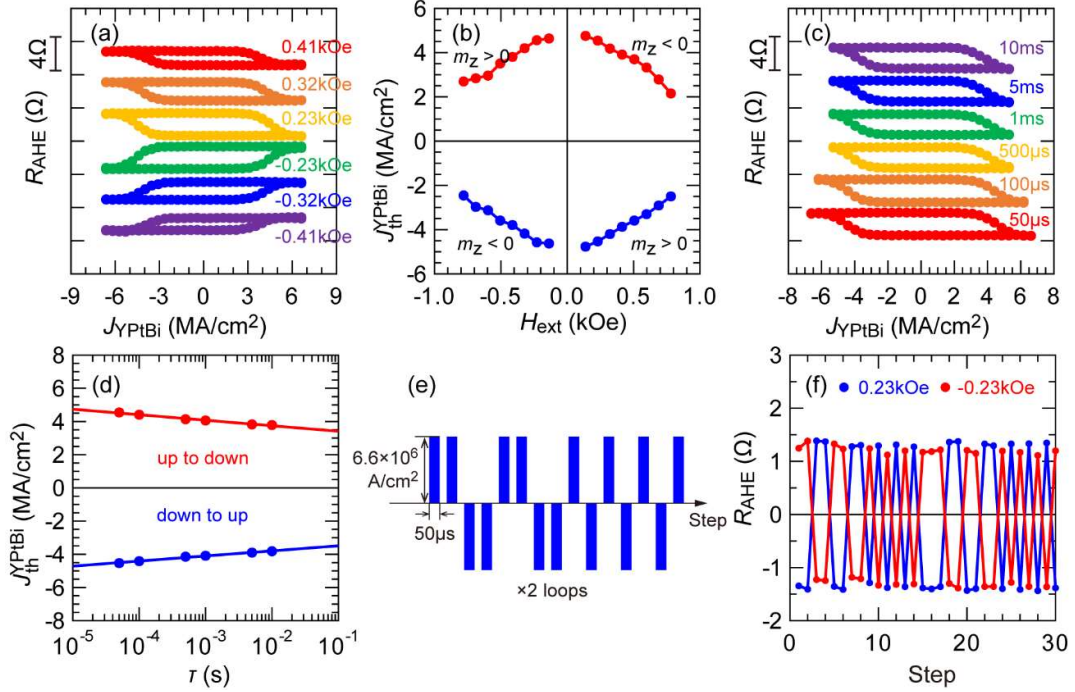 (a)
4Ω
R_AHE (Ω)
0.41kOe
0.32kOe
0.23kOe
-0.23kOe
-0.32kOe
-0.41kOe
-9 -6 -3 0 3 6 9
J_YPtBi (MA/cm²)
(b)
J_th^YPtBi (MA/cm²)
6
4
2
0
-2
-4
-6
m_z > 0
m_z < 0
m_z < 0
m_z > 0
-1.0 -0.5 0.0 0.5 1.0
H_ext (kOe)
(c)
4Ω
R_AHE (Ω)
10ms
5ms
1ms
500µs
100µs
50µs
-8 -6 -4 -2 0 2 4 6 8
J_YPtBi (MA/cm²)
(d)
J_th^YPtBi (MA/cm²)
8
6
4
2
0
-2
-4
-6
-8
up to down
down to up
10⁻⁵ 10⁻⁴ 10⁻³ 10⁻² 10⁻¹
τ (s)
(e)
6.6×10⁶
A/cm²
50µs
Step
×2 loops
(f)
R_AHE (Ω)
3
2
1
0
-1
-2
0.23kOe -0.23kOe
0 10 20 30
Step